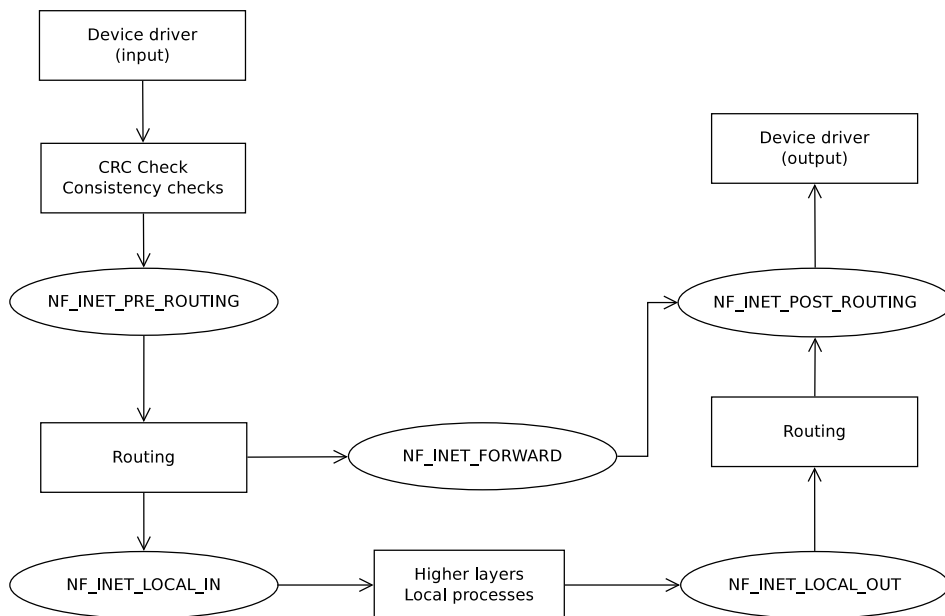 Device driver
(input)
CRC Check
Consistency checks
NF_INET_PRE_ROUTING
Routing
NF_INET_LOCAL_IN
NF_INET_FORWARD
Higher layers
Local processes
Device driver
(output)
NF_INET_POST_ROUTING
Routing
NF_INET_LOCAL_OUT